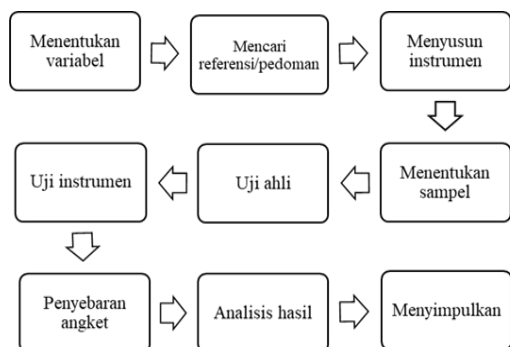 Menentukan
variabel
Mencari
referensi/pedoman
Menyusun
instrumen
Menentukan
sampel
Uji ahli
Uji instrumen
Penyebaran
angket
Analisis hasil
Menyimpulkan